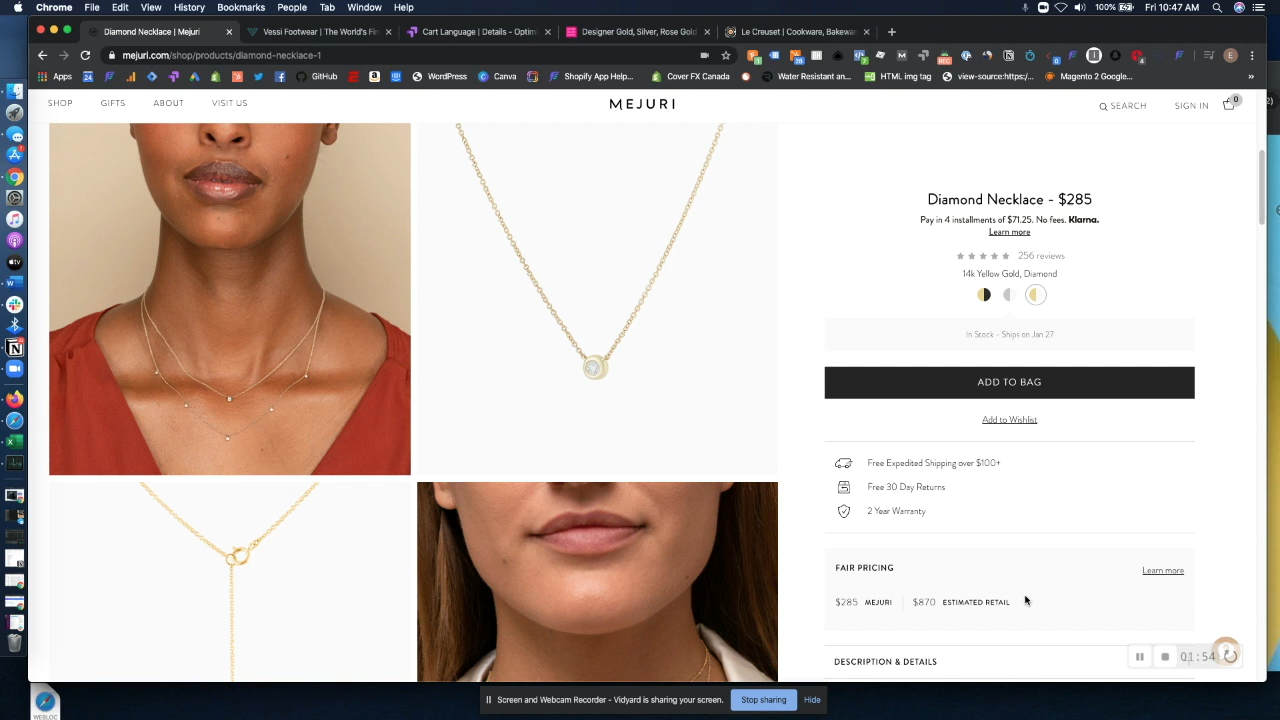 Chrome File Edit View History Bookmarks People Tab Window Help 100% Fri 10:47 AM
Diamond Necklace | Mejuri Vessi Footwear | The World's Fi Cart Language | Details - Optim Designer Gold, Silver, Rose Gold Le Creuset | Cookware, Bakewa
mejuri.com/shop/products/diamond-necklace-1
Apps GitHub WordPress Canva Shopify App Help... Cover FX Canada Water Resistant an... HTML img tag view-source:https:/... Magento 2 Google...
SHOP GIFTS ABOUT VISIT US MEJURI SEARCH SIGN IN 0
Diamond Necklace - $285
Pay in 4 installments of $71.25. No fees. Klarna.
Learn more
256 reviews
14k Yellow Gold, Diamond
In Stock - Ships on Jan 27
ADD TO BAG
Add to Wishlist
Free Expedited Shipping over $100+
Free 30 Day Returns
2 Year Warranty
FAIR PRICING Learn more
$285 MEJURI $870 ESTIMATED RETAIL
DESCRIPTION & DETAILS
01:54
Screen and Webcam Recorder - Vidyard is sharing your screen. Stop sharing Hide
WEBLOC